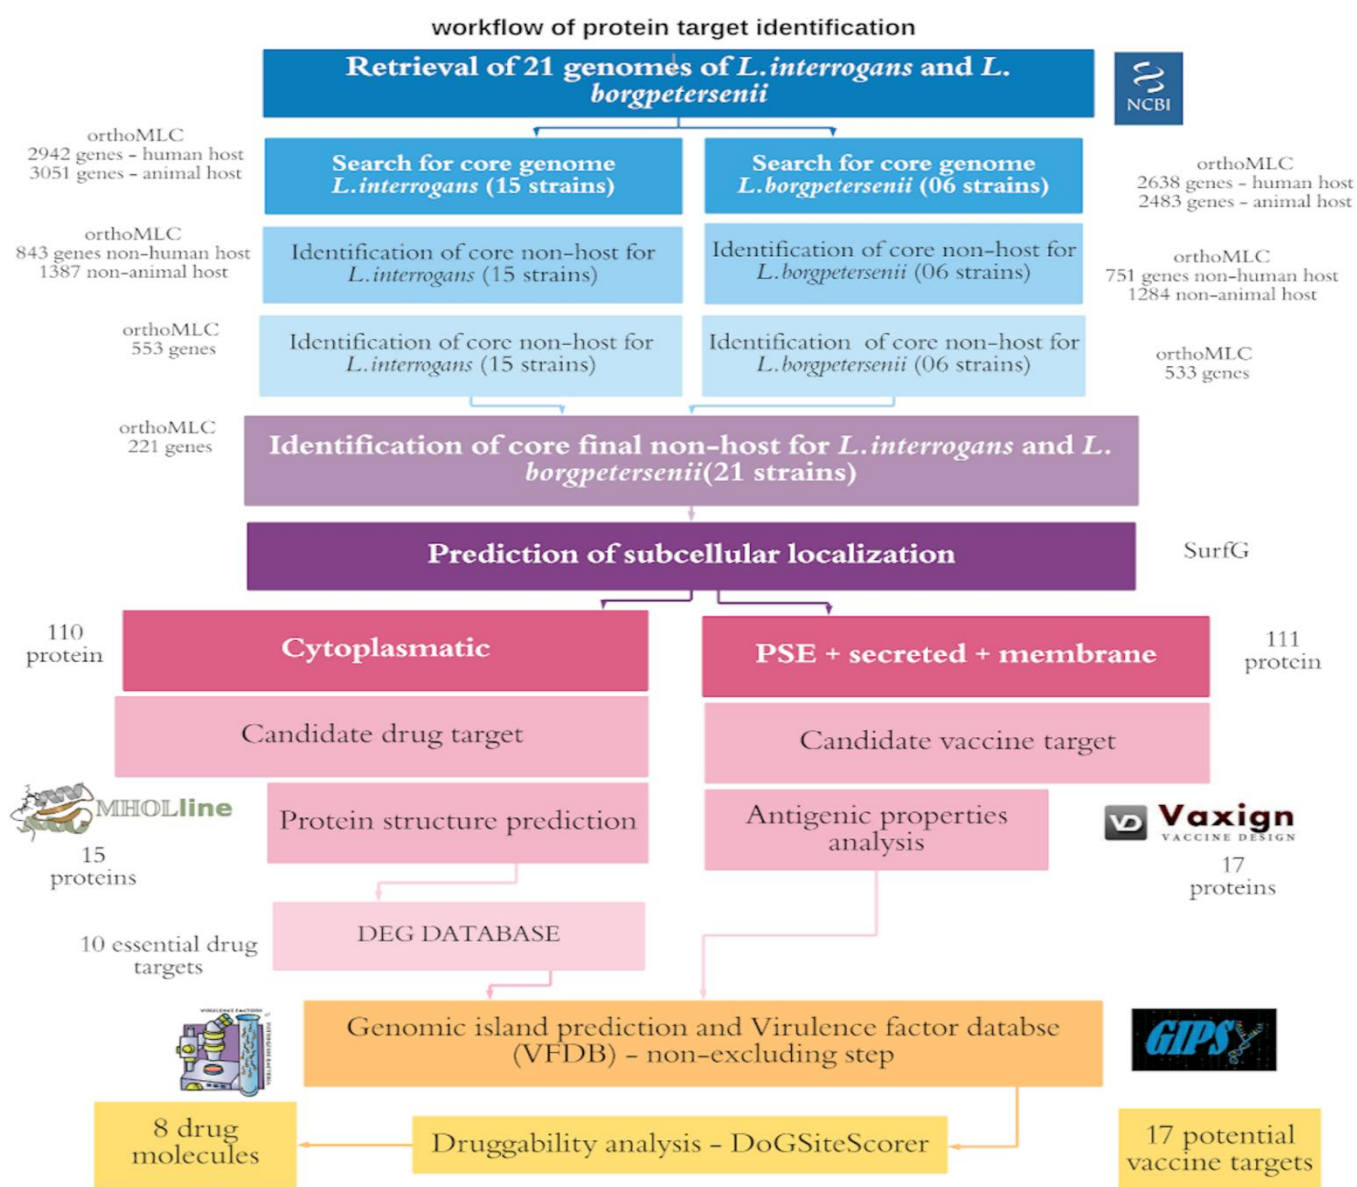 workflow of protein target identification
Retrieval of 21 genomes of L.interrogans and L.
borgpetersenii
NCBI
orthoMLC
2942 genes - human host
3051 genes - animal host
Search for core genome
L.interrogans (15 strains)
Search for core genome
L.borgpetersenii (06 strains)
orthoMLC
2638 genes - human host
2483 genes - animal host
orthoMLC
843 genes non-human host
1387 non-animal host
Identification of core non-host for
L.interrogans (15 strains)
Identification of core non-host for
L.borgpetersenii (06 strains)
orthoMLC
751 genes non-human host
1284 non-animal host
orthoMLC
553 genes
Identification of core non-host for
L.interrogans (15 strains)
Identification of core non-host for
L.borgpetersenii (06 strains)
orthoMLC
533 genes
orthoMLC
221 genes
Identification of core final non-host for L.interrogans and L.
borgpetersenii(21 strains)
Prediction of subcellular localization
SurfG
110
protein
Cytoplasmatic
PSE + secreted + membrane
111
protein
Candidate drug target
Candidate vaccine target
MHOLline
15
proteins
Protein structure prediction
Antigenic properties
analysis
VD Vaxign
VACCINE DESIGN
17
proteins
10 essential drug
targets
DEG DATABASE
VIRULENCE FACTORS
Genomic island prediction and Virulence factor databse
(VFDB) - non-excluding step
GIPSy
8 drug
molecules
Druggability analysis - DoGSiteScorer
17 potential
vaccine targets